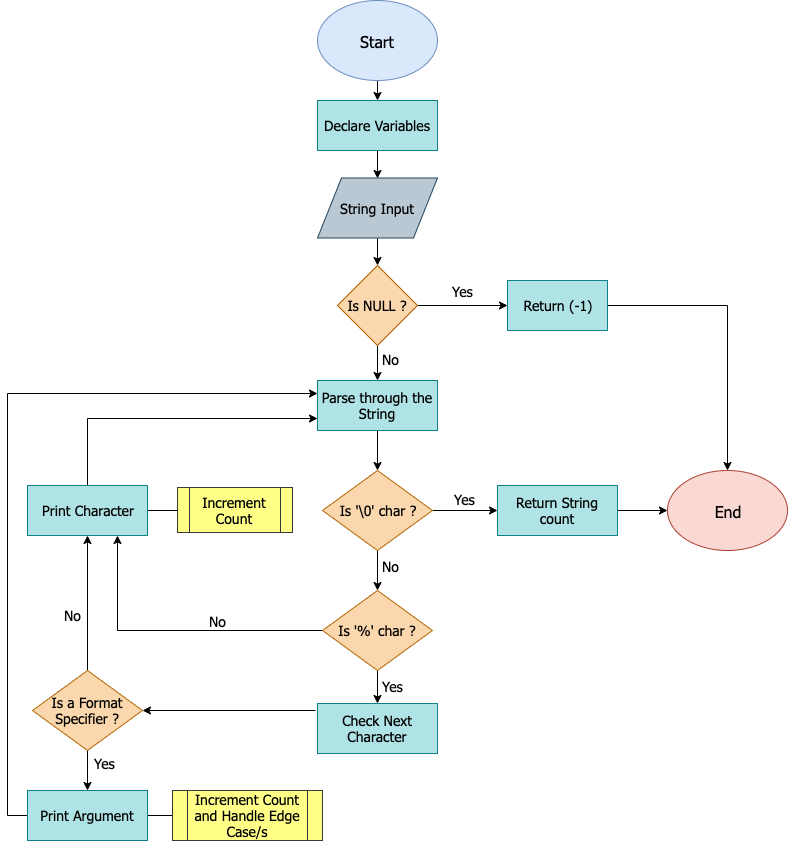 Start
Declare Variables
String Input
Is NULL ?
Yes
Return (-1)
No
Parse through the
String
Print Character
Increment
Count
Is '\0' char ?
Yes
Return String
count
End
No
No
No
Is '%' char ?
Yes
Is a Format
Specifier ?
Check Next
Character
Yes
Print Argument
Increment Count
and Handle Edge
Case/s